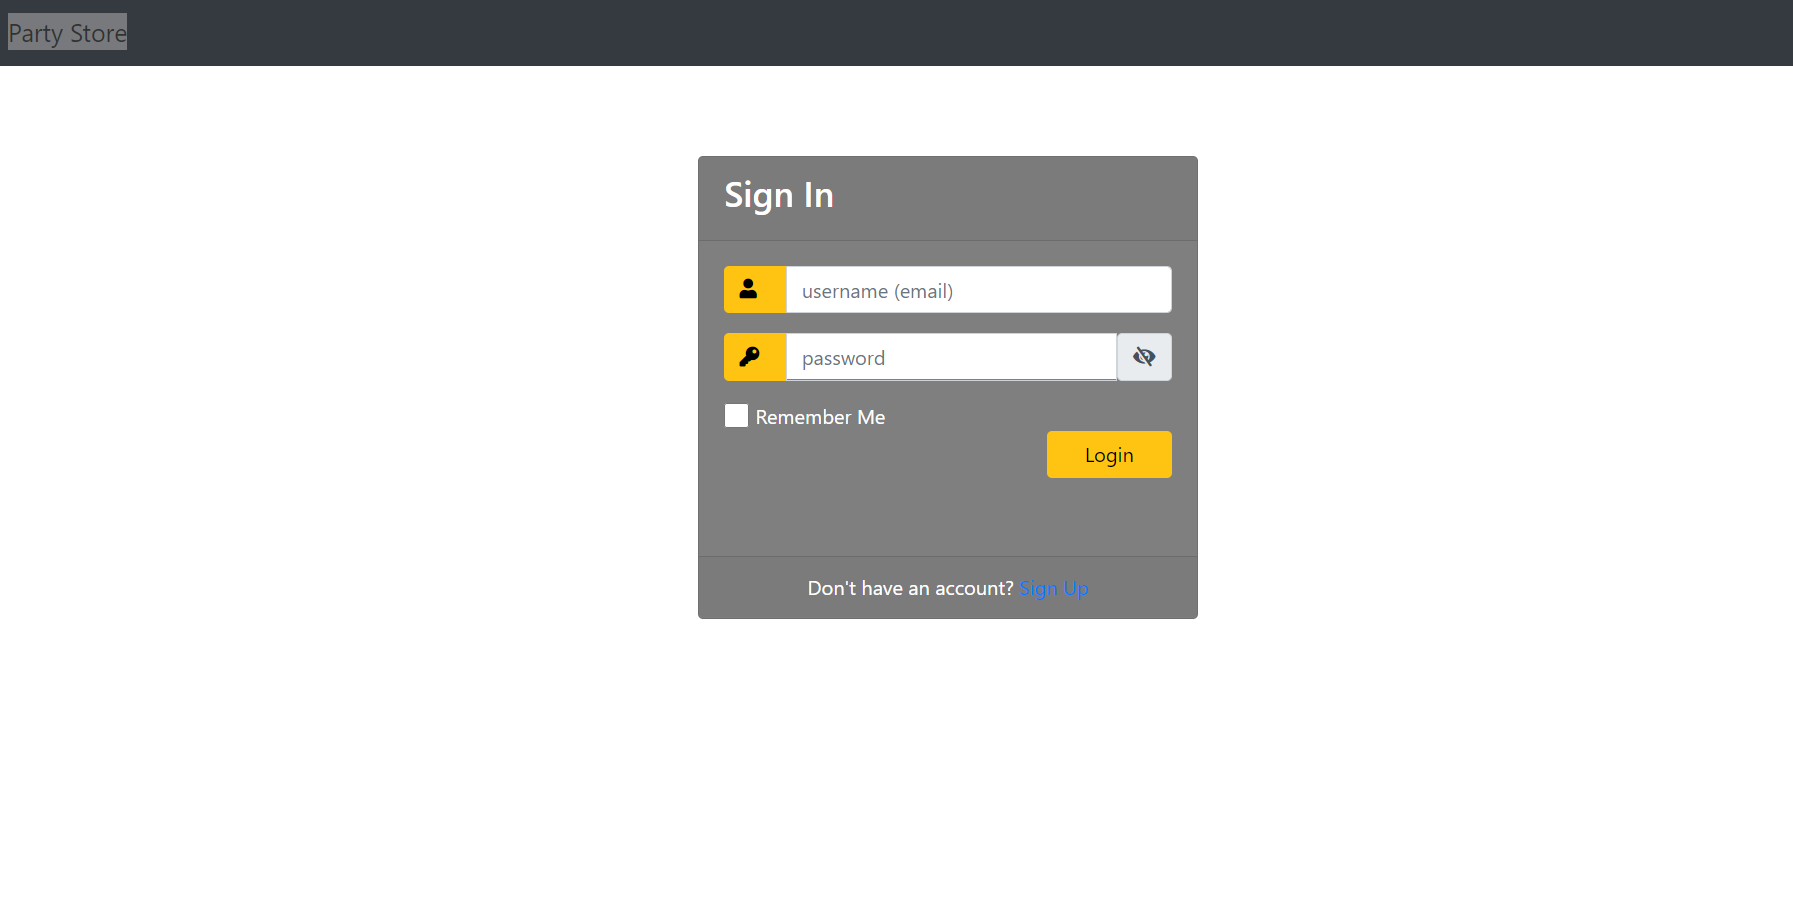 Party Store
Sign In
username (email)
password
Remember Me
Login
Don't have an account? Sign Up